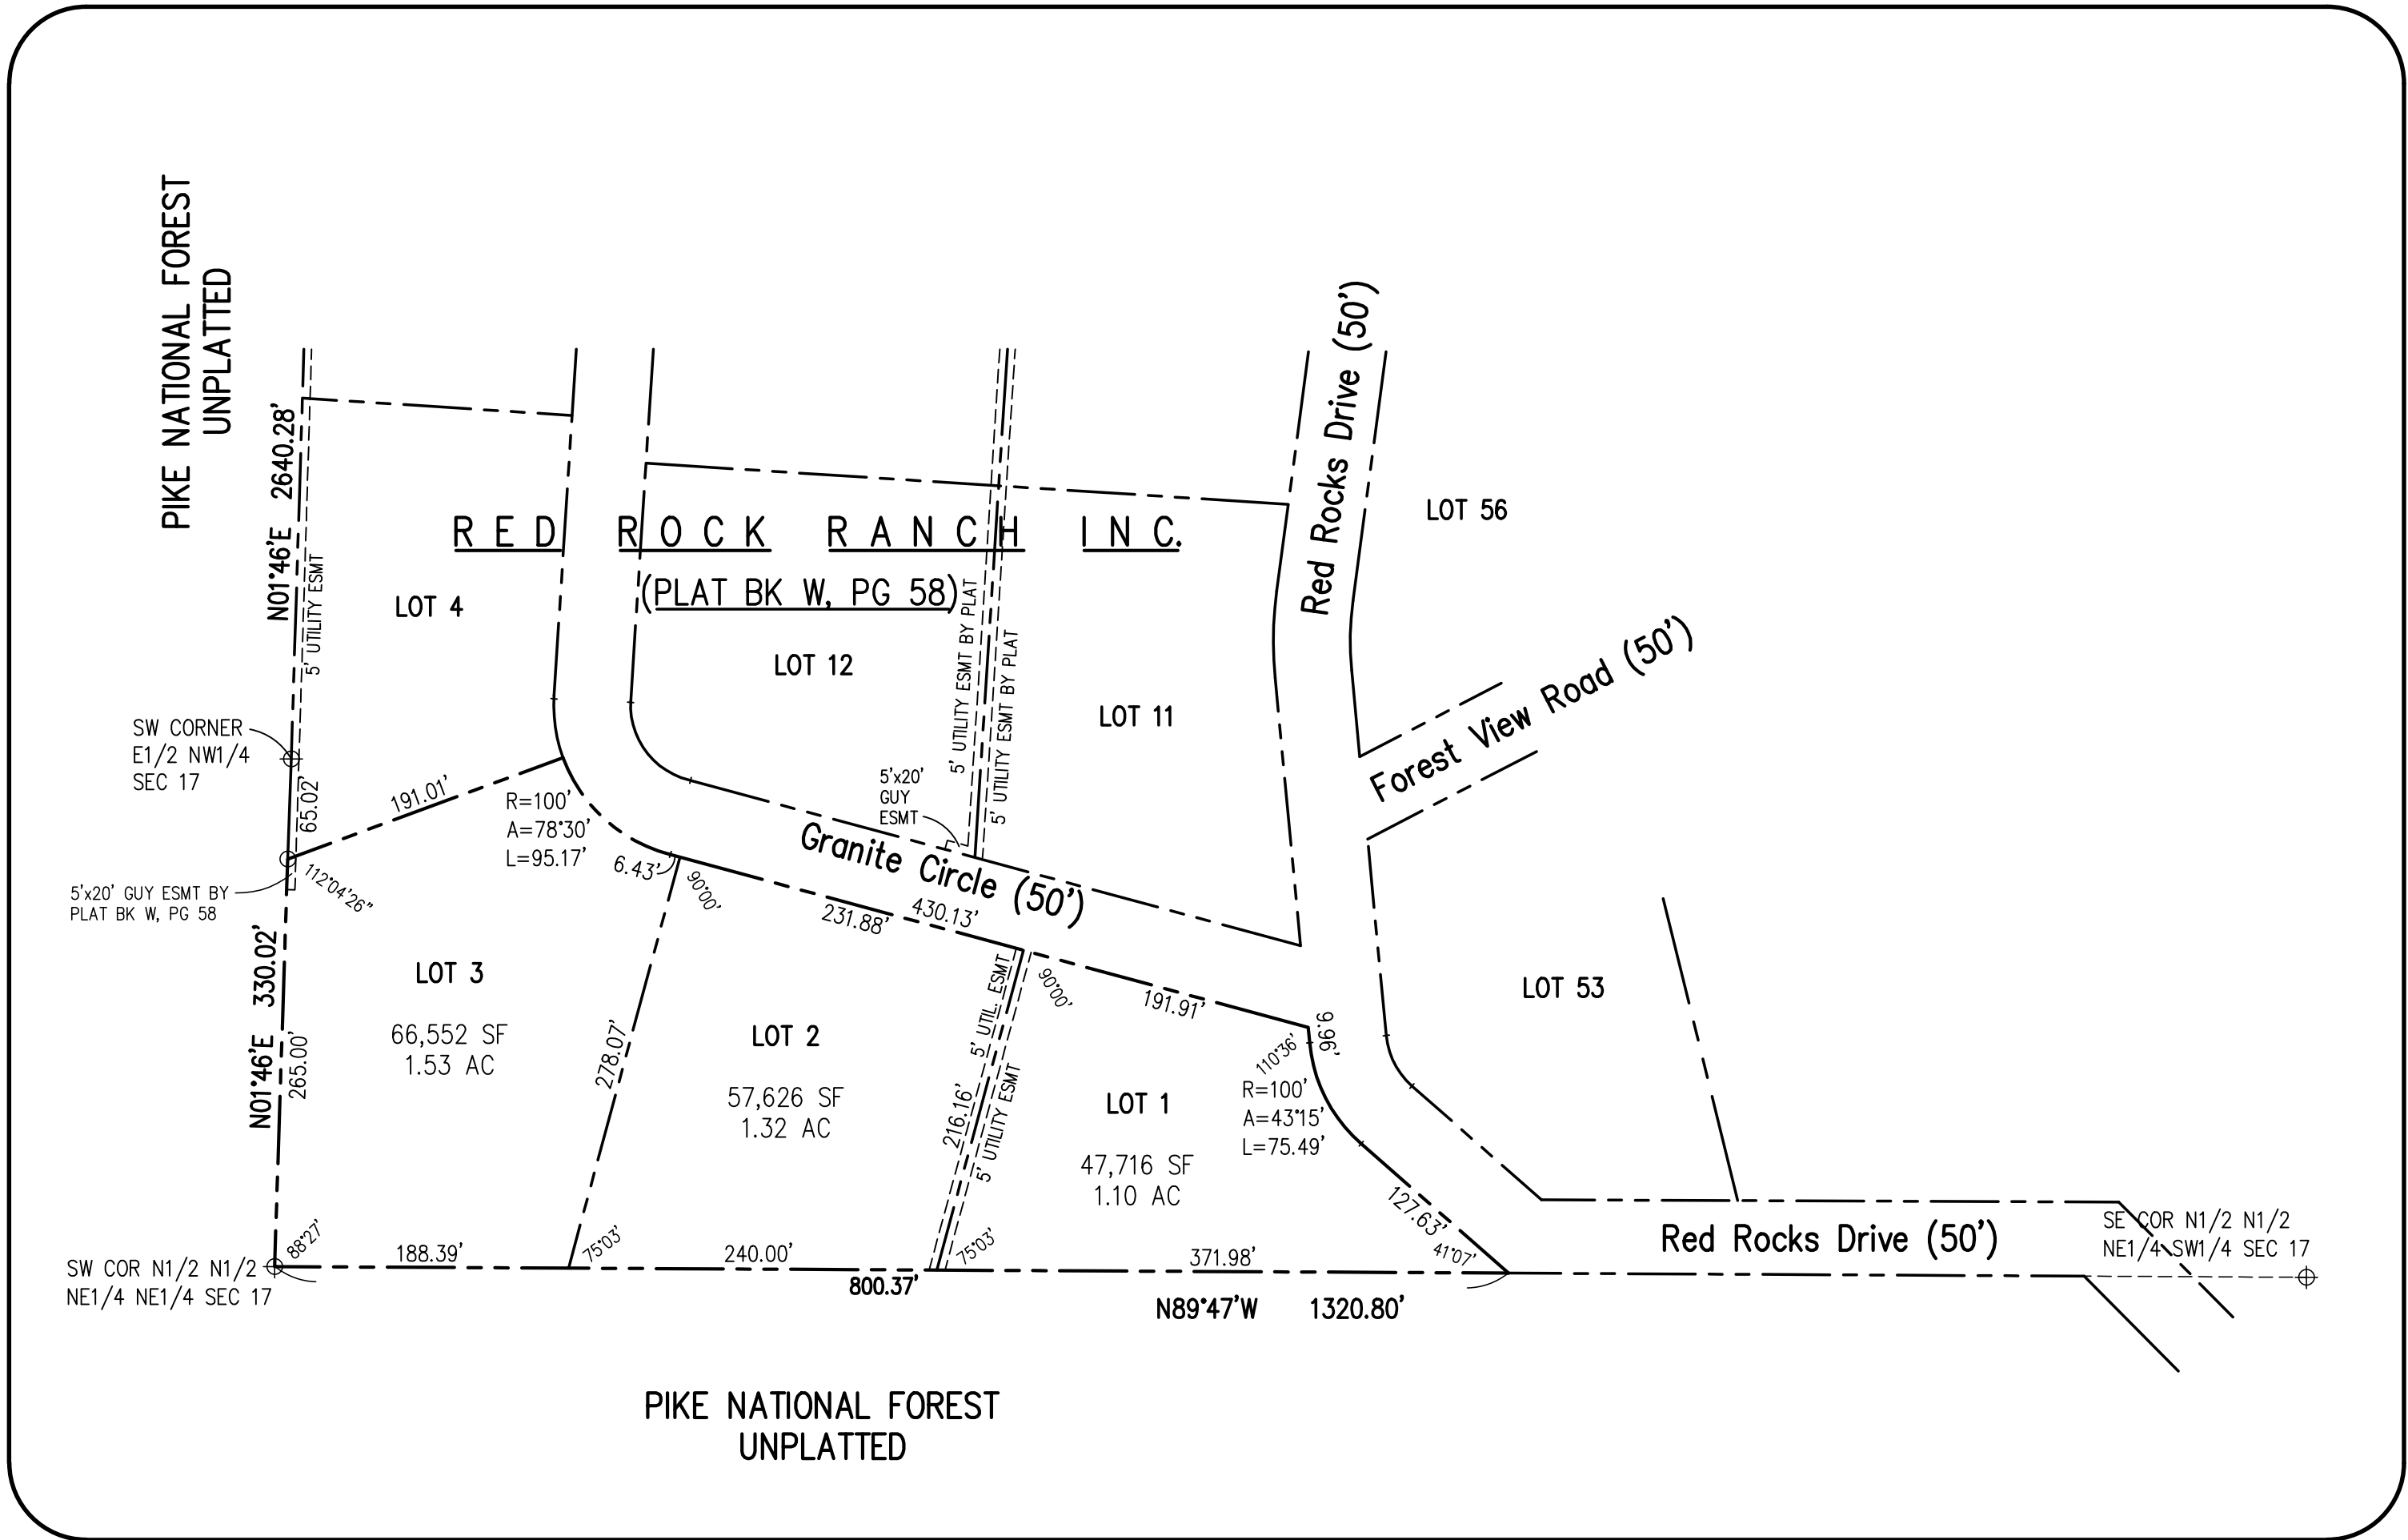 PIKE NATIONAL FOREST
UNPLATTED
N01°46'E 2640.28'
5' UTILITY ESMT
RED ROCK RANCH INC.
(PLAT BK W, PG 58)
LOT 4
LOT 12
5' UTILITY ESMT BY PLAT
5' UTILITY ESMT BY PLAT
LOT 11
Red Rocks Drive (50')
LOT 56
Forest View Road (50')
SW CORNER
E1/2 NW1/4
SEC 17
65.02'
191.01'
R=100'
A=78°30'
L=95.17'
5'x20'
GUY
ESMT
Granite Circle (50')
6.43'
90°00'
231.88'
430.13'
112°04'26"
5'x20' GUY ESMT BY
PLAT BK W, PG 58
N01°46'E 330.02'
265.00'
LOT 3
66,552 SF
1.53 AC
278.07'
LOT 2
57,626 SF
1.32 AC
5' UTIL. ESMT
216.16'
5' UTILITY ESMT
90°00'
191.91'
110°36'
9.96'
LOT 1
47,716 SF
1.10 AC
R=100'
A=43°15'
L=75.49'
127.63'
LOT 53
88°27'
188.39'
75°03'
240.00'
75°03'
371.98'
41°07'
Red Rocks Drive (50')
SE COR N1/2 N1/2
NE1/4 SW1/4 SEC 17
SW COR N1/2 N1/2
NE1/4 NE1/4 SEC 17
800.37'
N89°47'W 1320.80'
PIKE NATIONAL FOREST
UNPLATTED